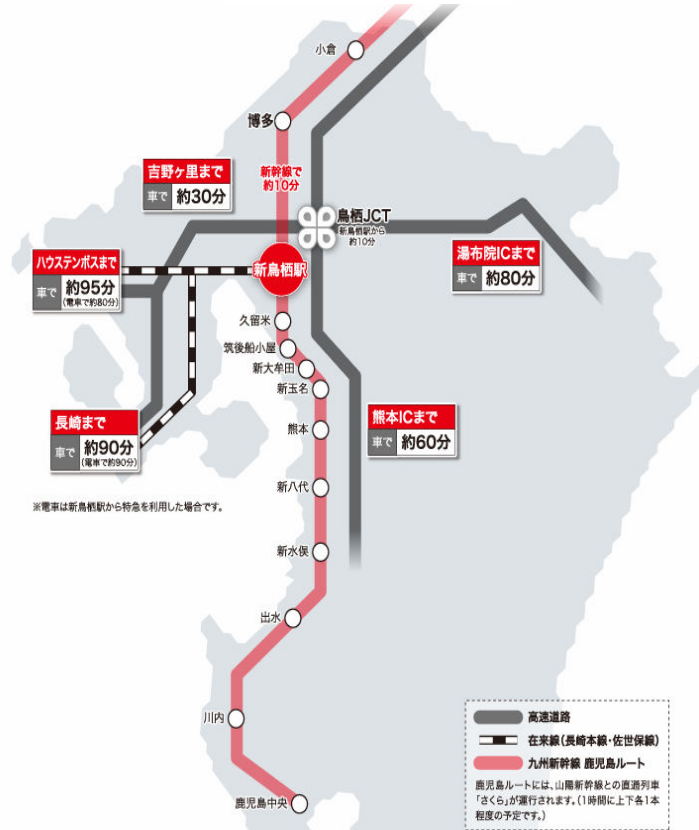 小倉
博多
新幹線で
約10分
吉野ヶ里まで
車で 約30分
鳥栖JCT
新鳥栖駅から
約10分
湯布院ICまで
車で 約80分
ハウステンボスまで
車で 約95分
(電車で約80分)
新鳥栖駅
久留米
筑後船小屋
新大牟田
新玉名
長崎まで
車で 約90分
(電車で約90分)
熊本ICまで
車で 約60分
熊本
新八代
※電車は新鳥栖駅から特急を利用した場合です。
新水俣
出水
川内
鹿児島中央
高速道路
在来線(長崎本線・佐世保線)
九州新幹線 鹿児島ルート
鹿児島ルートには、山陽新幹線との直通列車
「さくら」が運行されます。(1時間に上下各1本
程度の予定です。)